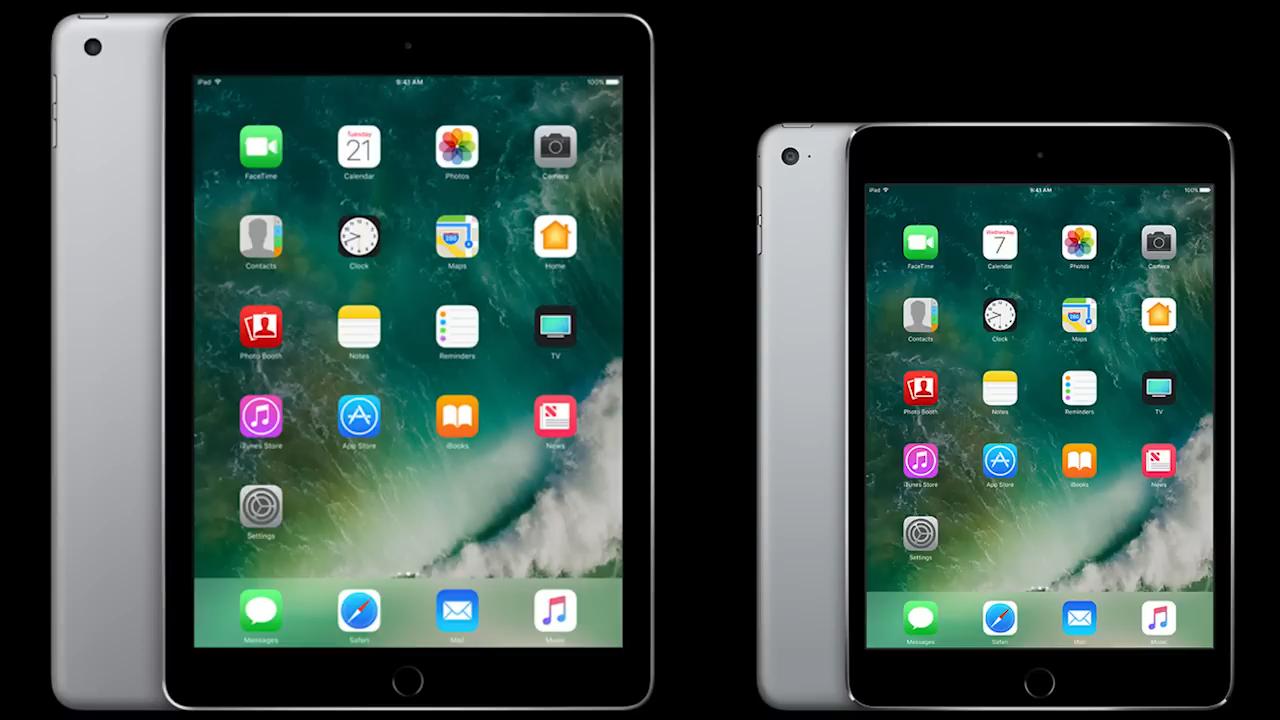 iPad 9:41 AM 100%
FaceTime Tuesday 21 Calendar Photos Camera
Contacts Clock 280 Maps Home
Photo Booth Notes Reminders TV
iTunes Store App Store iBooks News
Settings
Messages Safari Mail Music
iPad 9:41 AM 100%
FaceTime Wednesday 7 Calendar Photos Camera
Contacts Clock 280 Maps Home
Photo Booth Notes Reminders TV
iTunes Store App Store iBooks News
Settings
Messages Safari Mail Music